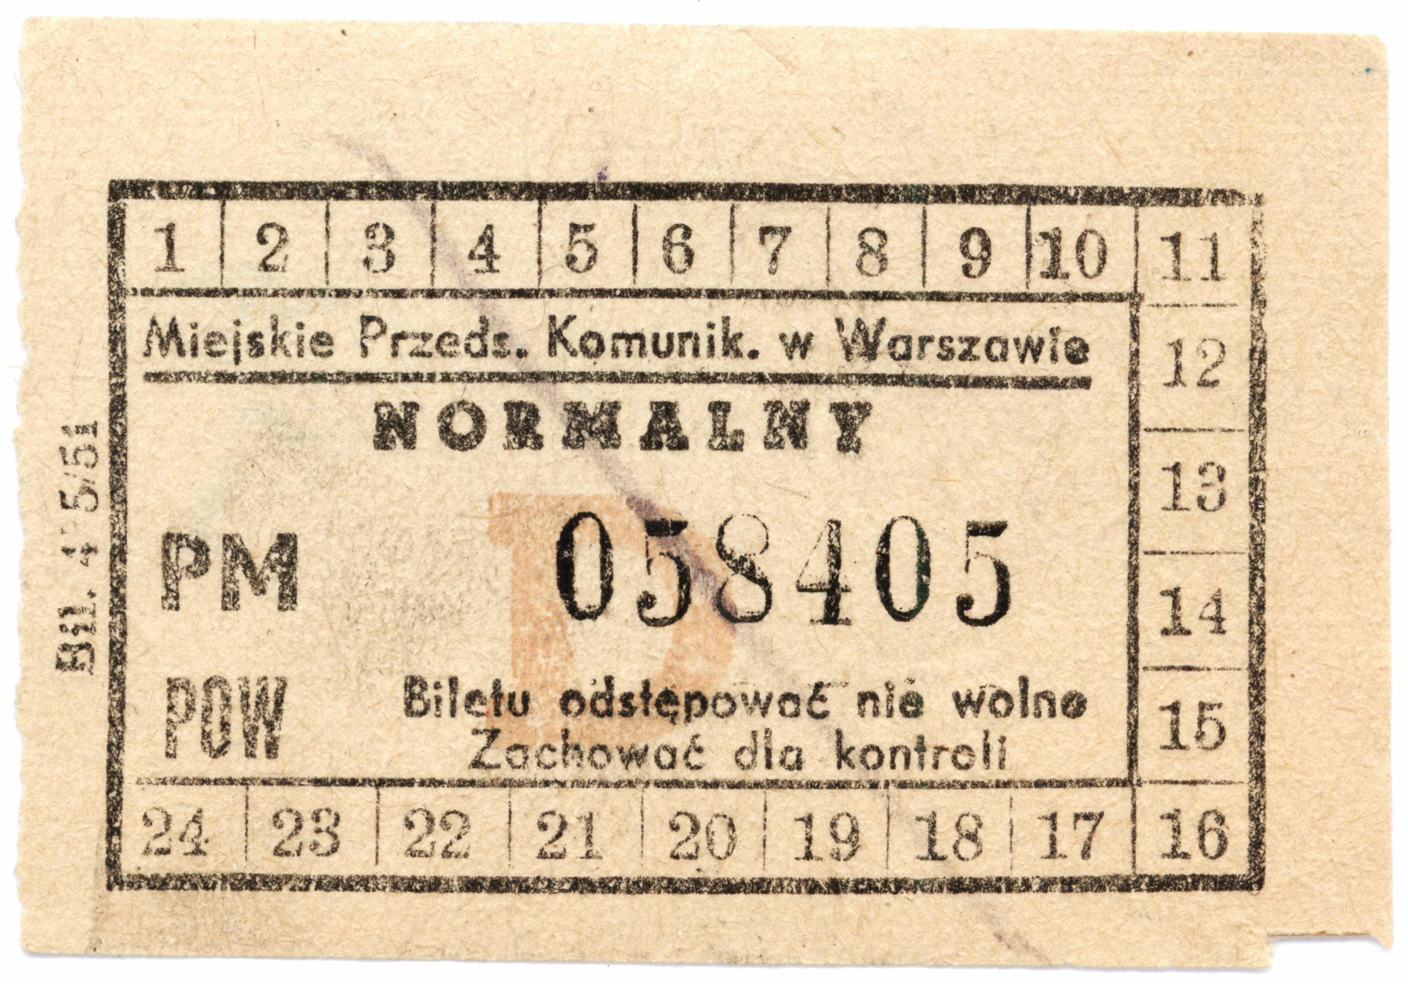 1 2 3 4 5 6 7 8 9 10 11
Miejskie Przeds. Komunik. w Warszawie
12
NORMALNY
13
PM 058405
14
POW
Biletu odstępować nie wolno
Zachować dla kontroli
15
24 23 22 21 20 19 18 17 16
Bil.